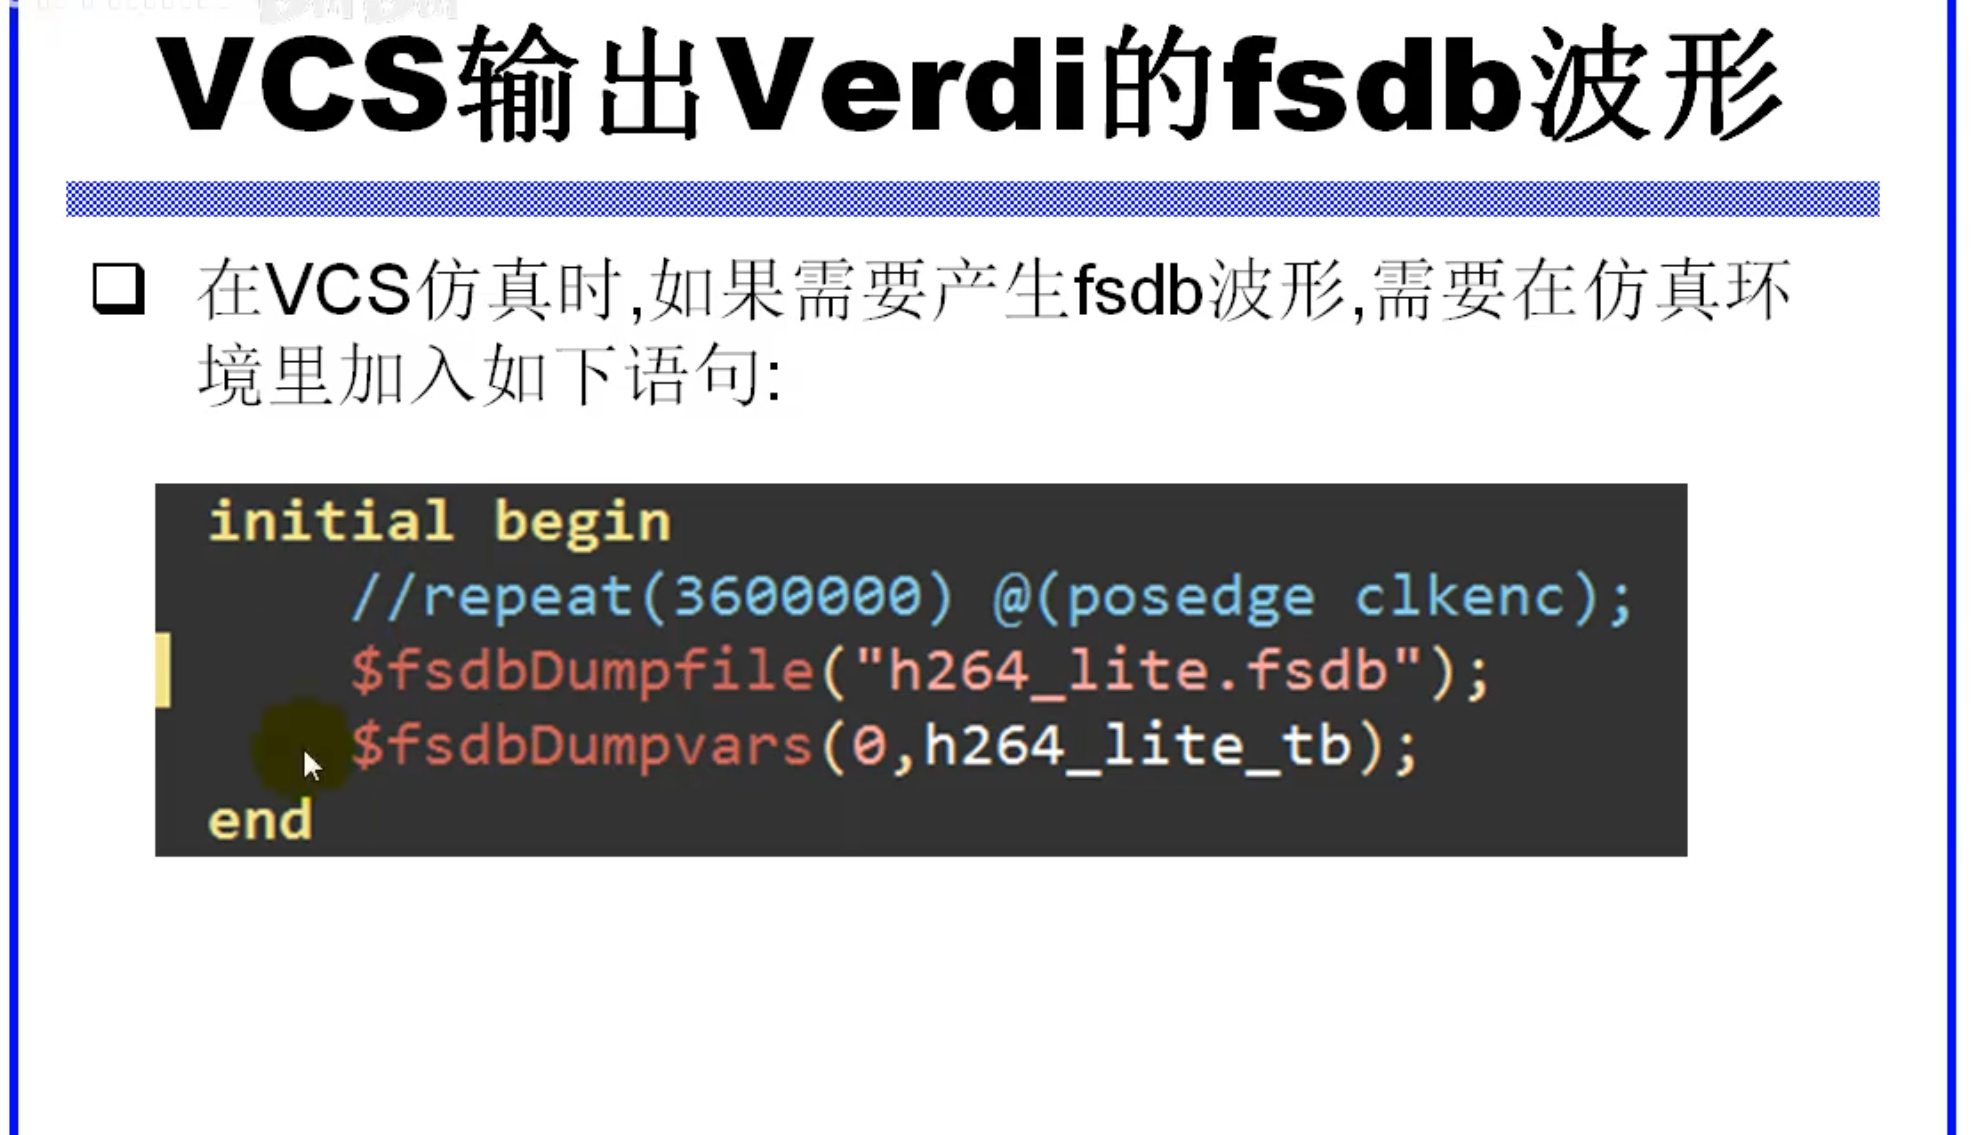 VCS输出Verdi的fsdb波形
在VCS仿真时,如果需要产生fsdb波形,需要在仿真环
境里加入如下语句:
initial begin
//repeat(3600000) @(posedge clkenc);
$fsdbDumpfile("h264_lite.fsdb");
$fsdbDumpvars(0,h264_lite_tb);
end